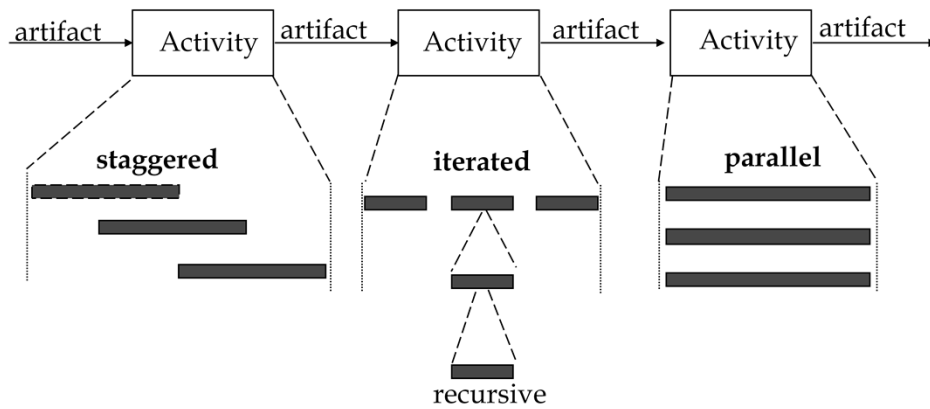 artifact
Activity
artifact
Activity
artifact
Activity
artifact
staggered
iterated
parallel
recursive